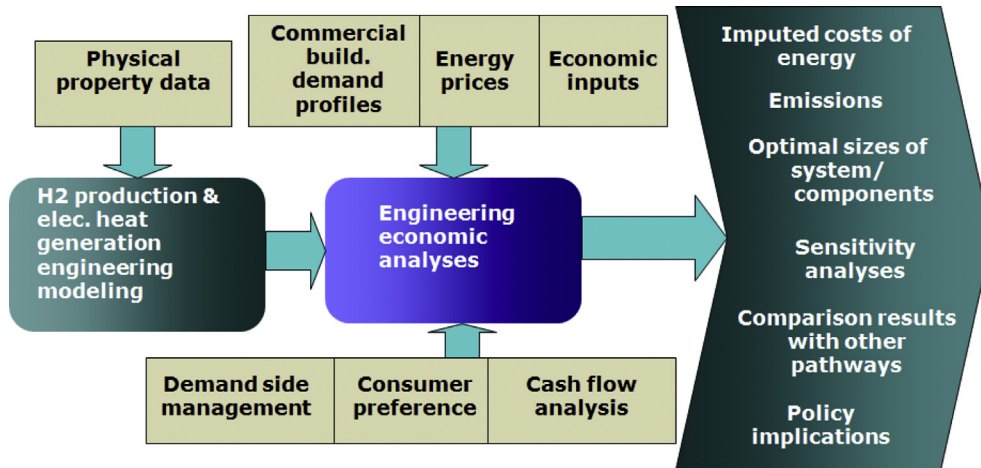 Physical
property data
Commercial
build.
demand
profiles
Energy
prices
Economic
inputs
H2 production &
elec. heat
generation
engineering
modeling
Engineering
economic
analyses
Demand side
management
Consumer
preference
Cash flow
analysis
Imputed costs of
energy
Emissions
Optimal sizes of
system/
components
Sensitivity
analyses
Comparison results
with other
pathways
Policy
implications